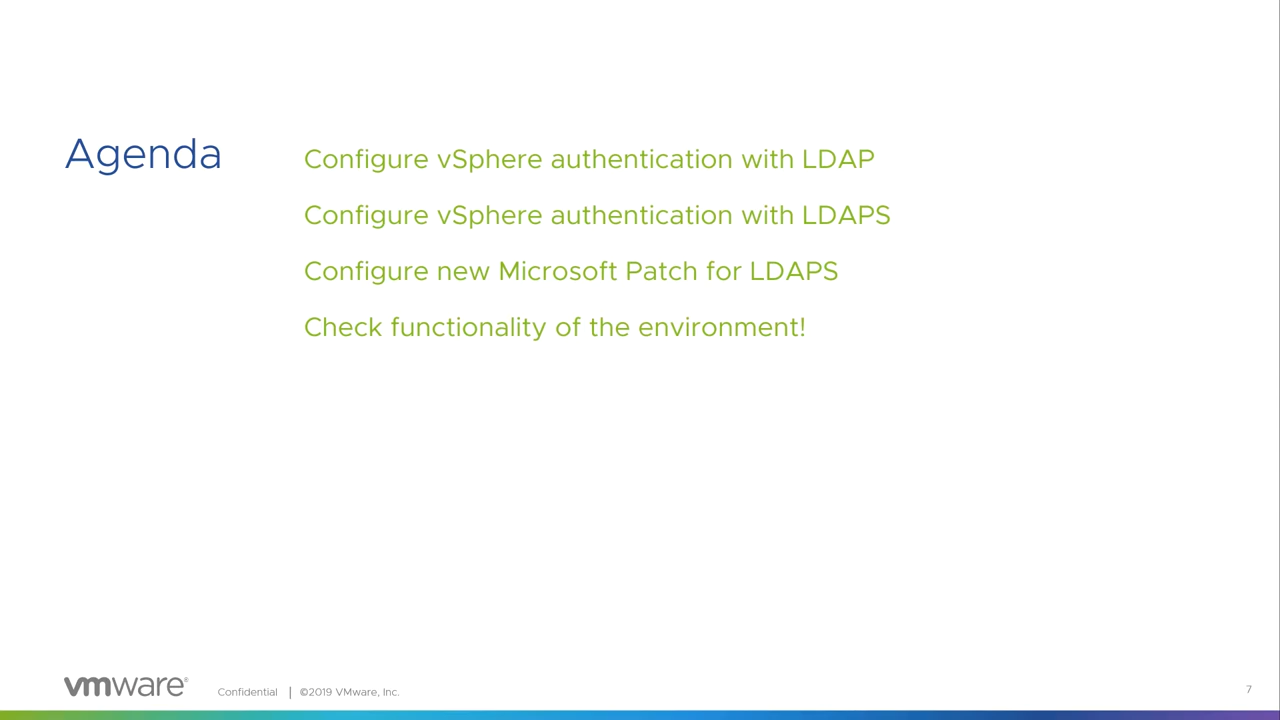 Agenda
Configure vSphere authentication with LDAP
Configure vSphere authentication with LDAPS
Configure new Microsoft Patch for LDAPS
Check functionality of the environment!
vmware®
Confidential | ©2019 VMware, Inc.
7